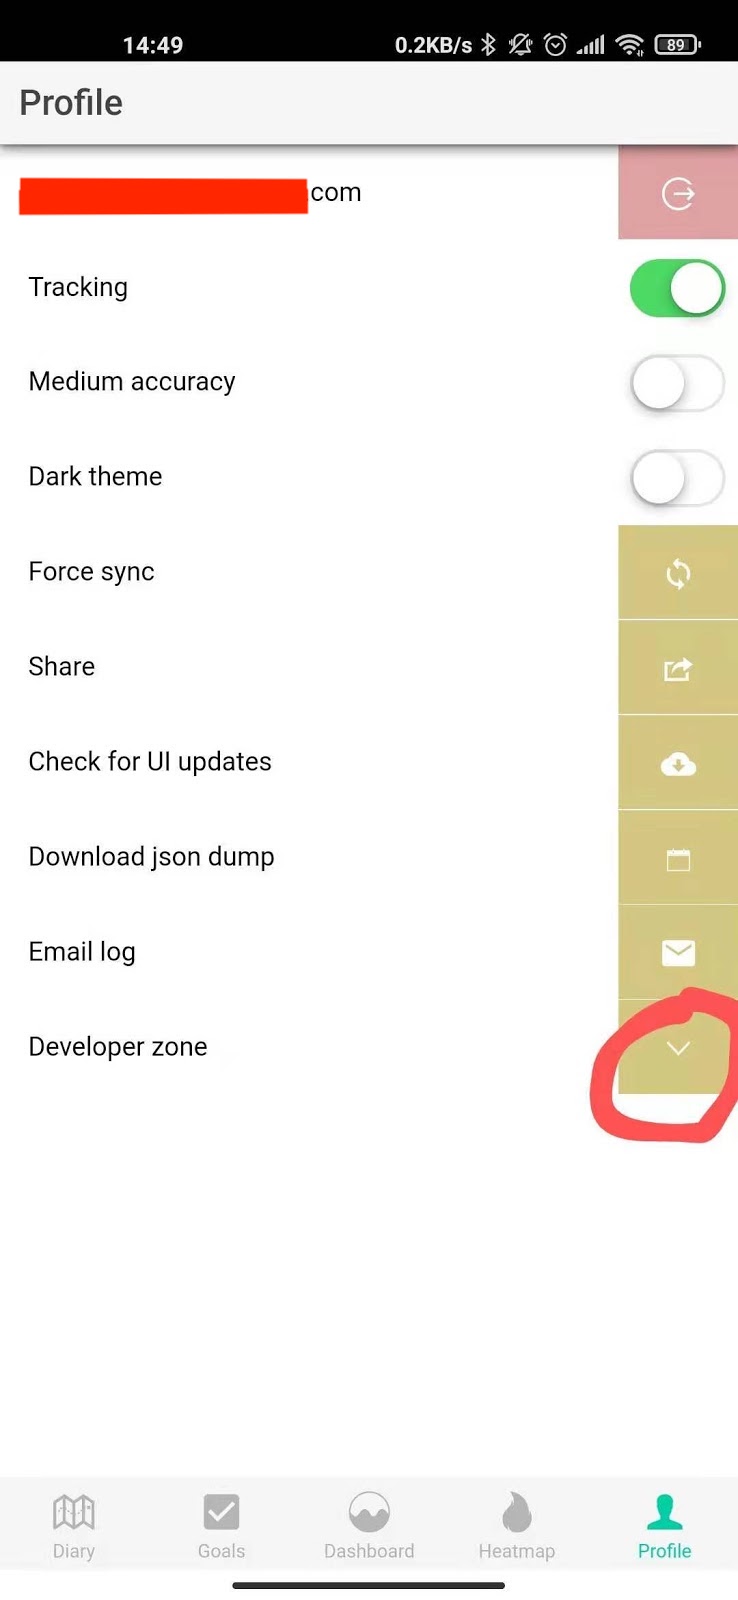 14:49 0.2KB/s 89
Profile
com
Tracking
Medium accuracy
Dark theme
Force sync
Share
Check for UI updates
Download json dump
Email log
Developer zone
Diary Goals Dashboard Heatmap Profile